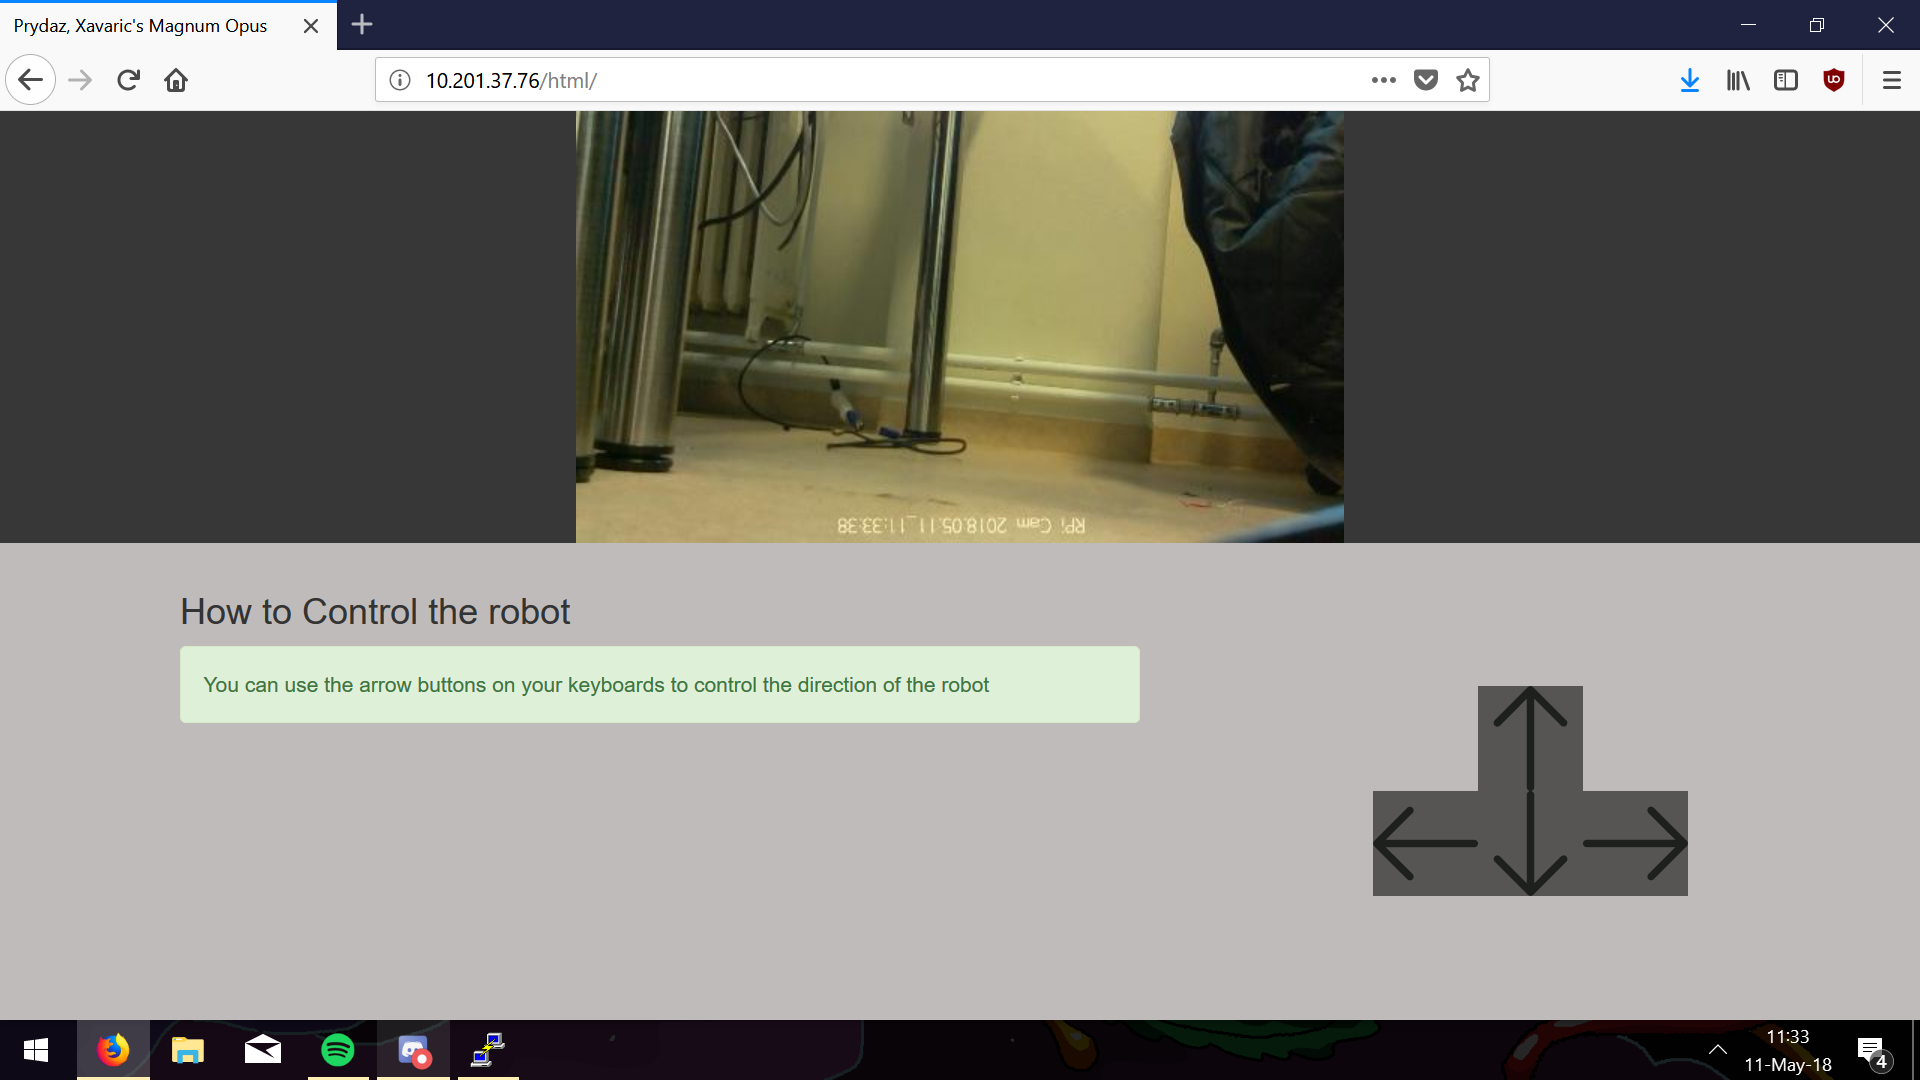 Prydaz, Xavaric's Magnum Opus
10.201.37.76/html/
RPi Cam 2018.05.11_11:33:38
How to Control the robot
You can use the arrow buttons on your keyboards to control the direction of the robot
11:33
11-May-18
4